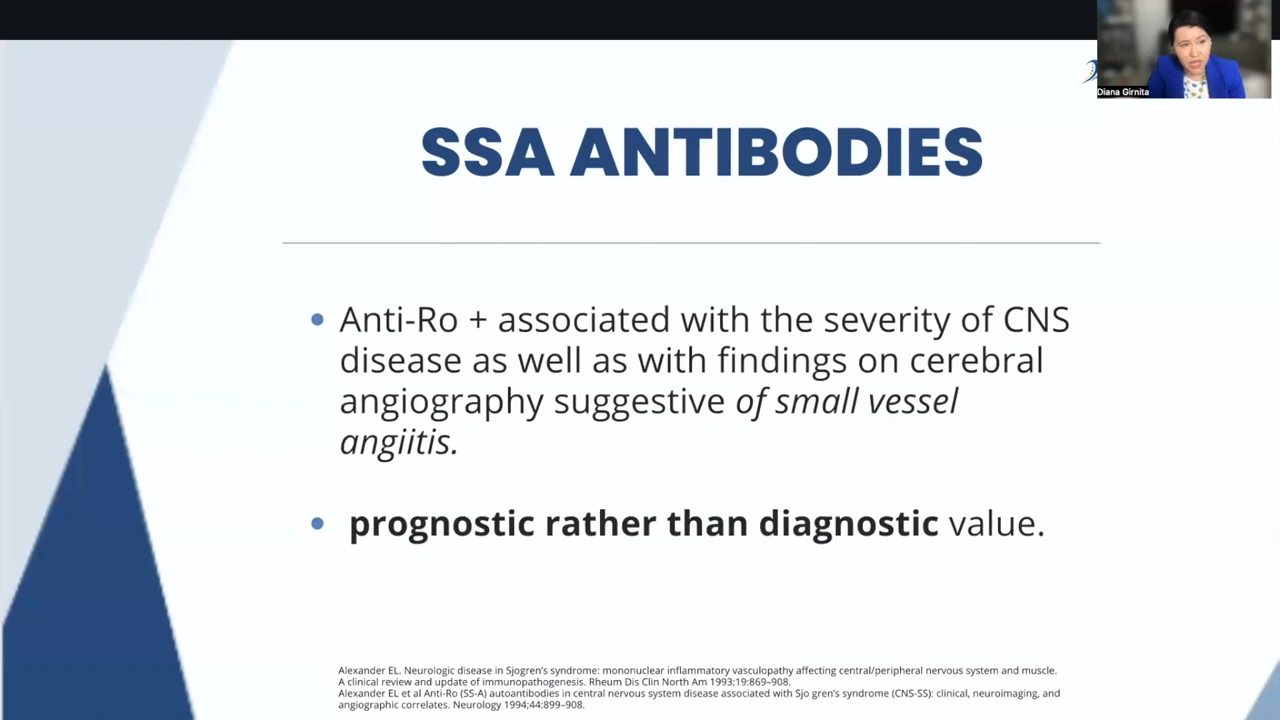 Diana Girnita
SSA ANTIBODIES
• Anti-Ro + associated with the severity of CNS
disease as well as with findings on cerebral
angiography suggestive of small vessel
angiitis.
• prognostic rather than diagnostic value.
Alexander EL. Neurologic disease in Sjogren's syndrome: mononuclear inflammatory vasculopathy affecting central/peripheral nervous system and muscle.
A clinical review and update of immunopathogenesis. Rheum Dis Clin North Am 1993;19:869–908.
Alexander EL et al Anti-Ro (SS-A) autoantibodies in central nervous system disease associated with Sjo gren's syndrome (CNS-SS): clinical, neuroimaging, and
angiographic correlates. Neurology 1994;44:899–908.